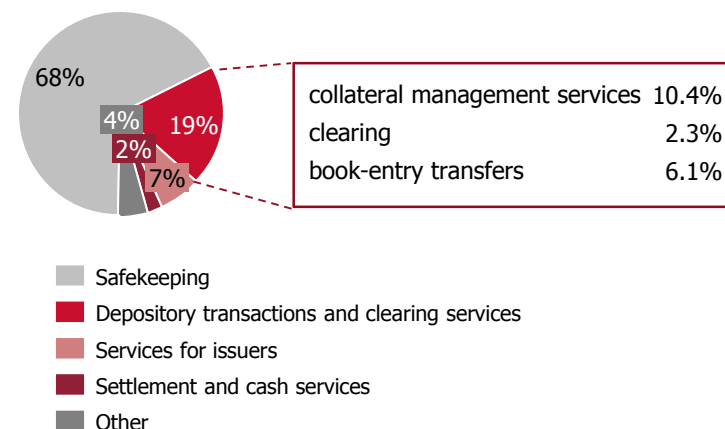 68%
4%
19%
2%
7%
collateral management services 10.4%
clearing 2.3%
book-entry transfers 6.1%
Safekeeping
Depository transactions and clearing services
Services for issuers
Settlement and cash services
Other